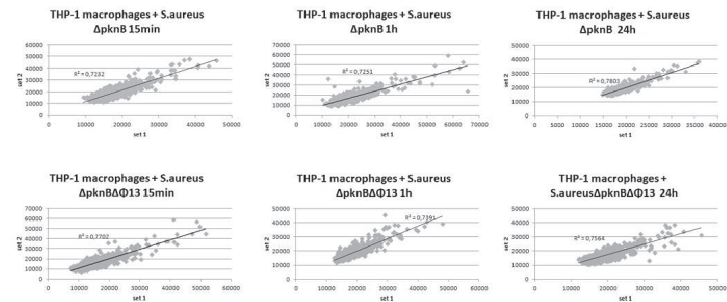 THP-1 macrophages + S.aureus
ΔpknB 15min
60000
50000
40000
30000
20000
10000
0
set 2
R² = 0,7232
0 10000 20000 30000 40000 50000
set 1
THP-1 macrophages + S.aureus
ΔpknB 1h
70000
60000
50000
40000
30000
20000
10000
0
set 2
R² = 0,7251
0 10000 20000 30000 40000 50000 60000 70000
set 1
THP-1 macrophages + S.aureus
ΔpknB 24h
50000
40000
30000
20000
10000
0
set 2
R² = 0,7803
0 5000 10000 15000 20000 25000 30000 35000 40000
set 1
THP-1 macrophages + S.aureus
ΔpknBΔΦ13 15min
70000
60000
50000
40000
30000
20000
10000
0
set 2
R² = 0,7702
0 10000 20000 30000 40000 50000 60000
set 1
THP-1 macrophages + S.aureus
ΔpknBΔΦ13 1h
50000
40000
30000
20000
10000
0
set 2
R² = 0,7391
0 10000 20000 30000 40000 50000 60000
set 1
THP-1 macrophages +
S.aureusΔpknBΔΦ13 24h
50000
40000
30000
20000
10000
0
set 2
R² = 0,7564
0 10000 20000 30000 40000 50000
set 1